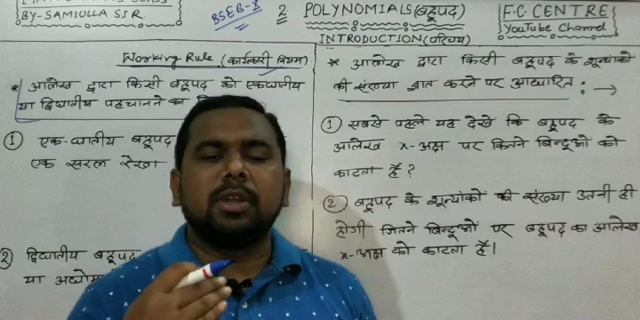 BY-SAMIULLA SIR
BSEB-X
2
POLYNOMIALS (बहूपद)
INTRODUCTION (परिचय)
F.C CENTRE
YouTube Channel
Working Rule (कार्यकारी नियम)
* आलेख द्वारा किसी बहूपद को एकघातीय
या द्विघातीय पहचानने का
① एक-घातीय बहूपद
एक सरल रेखा
② द्विघातीय बहूपद
या
* आलेख द्वारा किसी बहूपद के शून्यांको
की संख्या ज्ञात करने पर आधारित : →
① सबसे पहले यह देखे कि बहूपद के
आलेख x-अक्ष पर कितने बिन्दूओं को
काटता हैं ?
② बहूपद के शून्यांकों की संख्या उतनी ही
होगी जितने बिन्दूओं पर बहूपद का आलेख
x-अक्ष को काटता हैं।